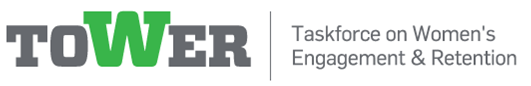 TOWER
Taskforce on Women's
Engagement & Retention